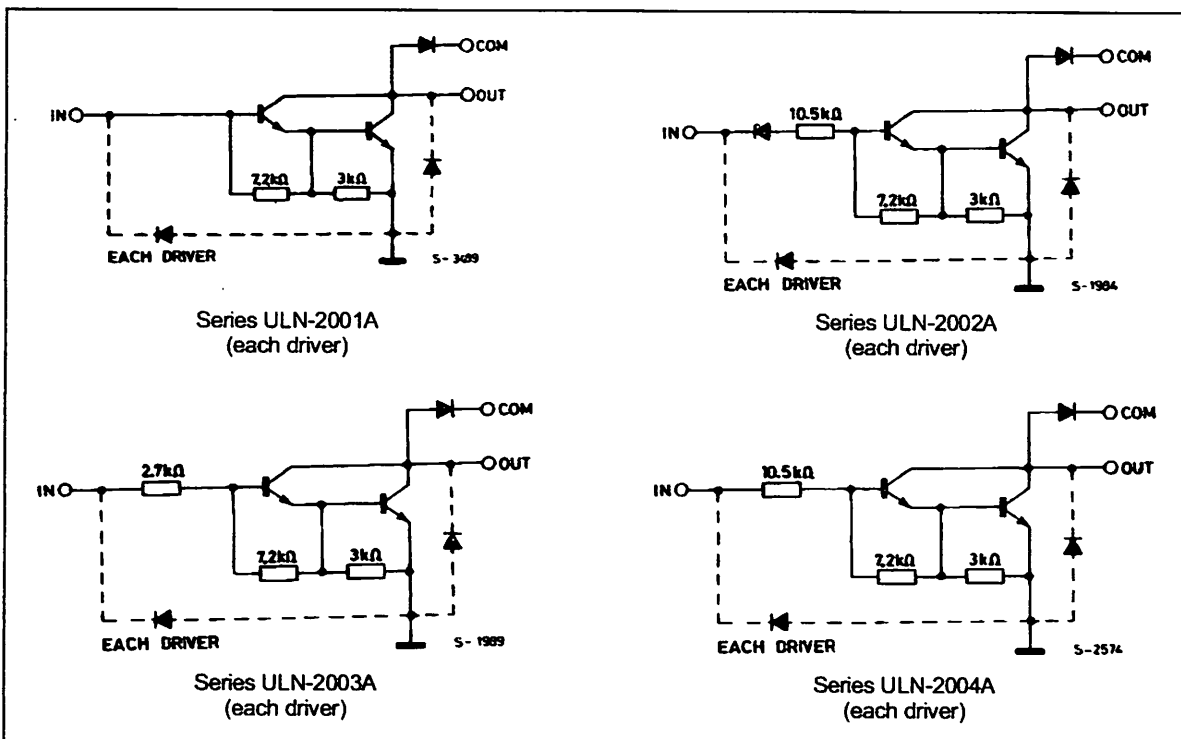 COM
IN
OUT
7.2kΩ
3kΩ
EACH DRIVER
S-3489
Series ULN-2001A
(each driver)
COM
IN
10.5kΩ
OUT
7.2kΩ
3kΩ
EACH DRIVER
S-1984
Series ULN-2002A
(each driver)
COM
2.7kΩ
IN
OUT
7.2kΩ
3kΩ
EACH DRIVER
S-1989
Series ULN-2003A
(each driver)
COM
10.5kΩ
IN
OUT
7.2kΩ
3kΩ
EACH DRIVER
S-2574
Series ULN-2004A
(each driver)